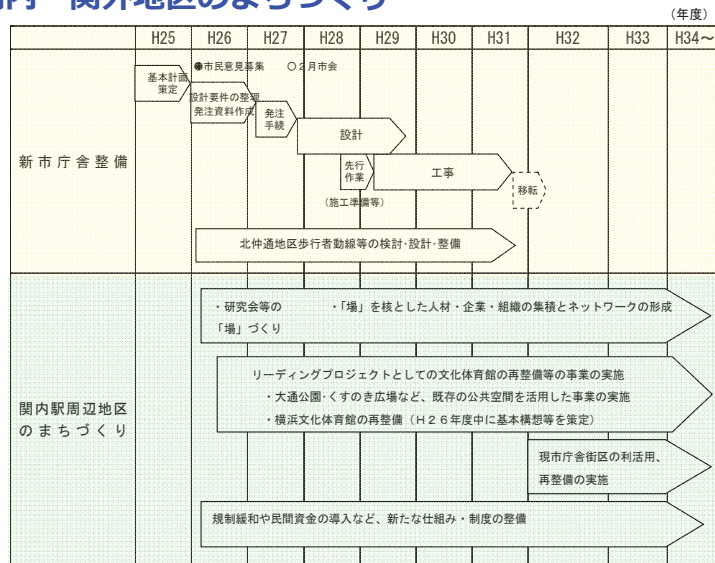 関外地区のまちづくり
（年度）
H25 H26 H27 H28 H29 H30 H31 H32 H33 H34～
●市民意見募集 ○2月市会
基本計画
策定
設計要件の整理
発注資料作成
発注
手続
設計
新市庁舎整備
先行
作業
工事
移転
（施工準備等）
北仲通地区歩行者動線等の検討・設計・整備
・研究会等の
「場」づくり
・「場」を核とした人材・企業・組織の集積とネットワークの形成
リーディングプロジェクトとしての文化体育館の再整備等の事業の実施
・大通公園・くすのき広場など、既存の公共空間を活用した事業の実施
・横浜文化体育館の再整備（H２６年度中に基本構想等を策定）
関内駅周辺地区
のまちづくり
現市庁舎街区の利活用、
再整備の実施
規制緩和や民間資金の導入など、新たな仕組み・制度の整備